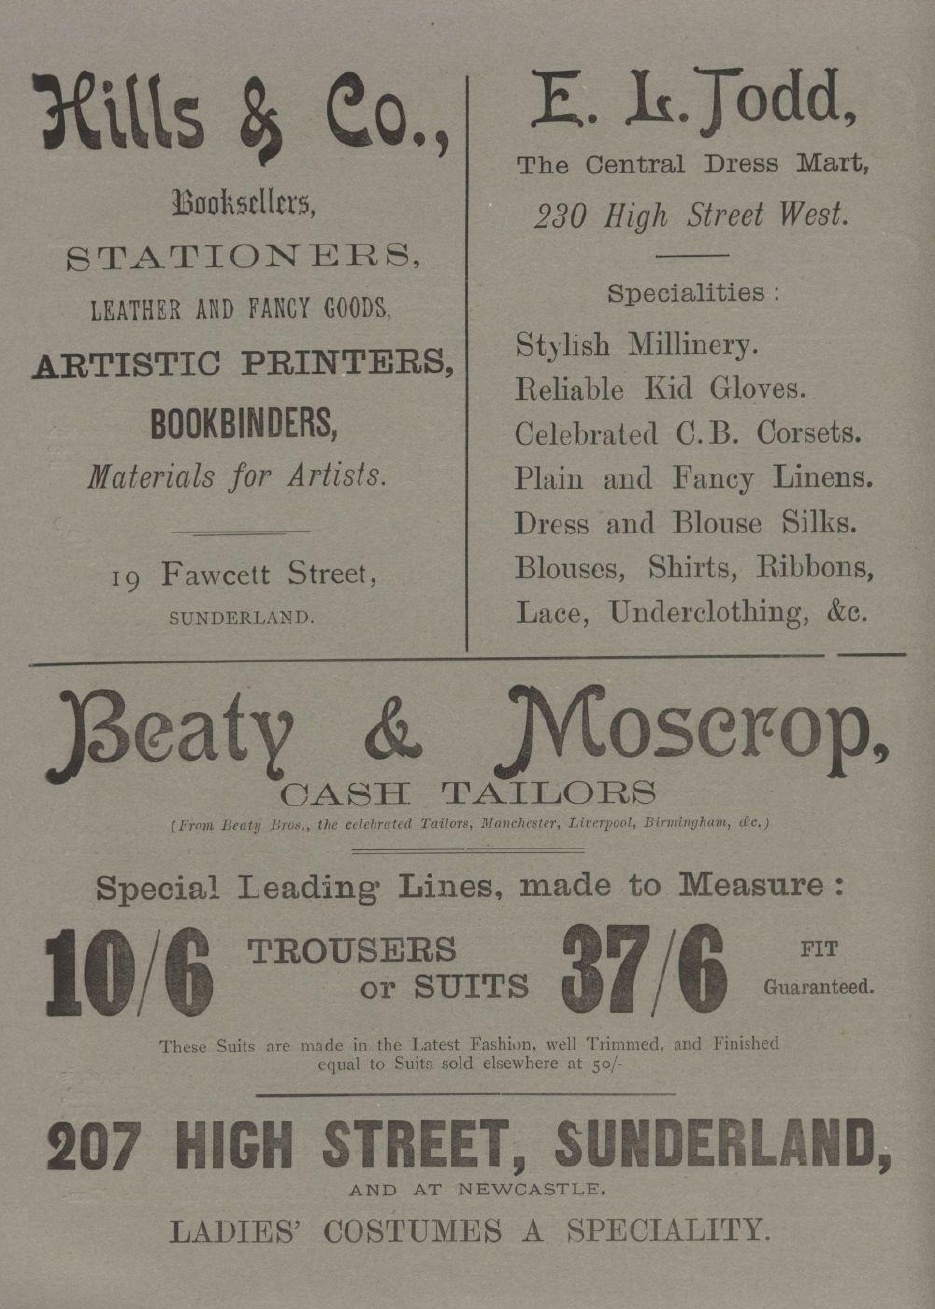 Hills & Co.,
Booksellers,
STATIONERS,
LEATHER AND FANCY GOODS,
ARTISTIC PRINTERS,
BOOKBINDERS,
Materials for Artists.
19 Fawcett Street,
SUNDERLAND.
E. L. Todd,
The Central Dress Mart,
230 High Street West.
Specialities :
Stylish Millinery.
Reliable Kid Gloves.
Celebrated C.B. Corsets.
Plain and Fancy Linens.
Dress and Blouse Silks.
Blouses, Shirts, Ribbons,
Lace, Underclothing, &c.
Beaty & Moscrop,
CASH TAILORS
(From Beaty Bros., the celebrated Tailors, Manchester, Liverpool, Birmingham, &c.)
Special Leading Lines, made to Measure :
10/6 TROUSERS or SUITS 37/6 FIT Guaranteed.
These Suits are made in the Latest Fashion, well Trimmed, and Finished
equal to Suits sold elsewhere at 50/-
207 HIGH STREET, SUNDERLAND,
AND AT NEWCASTLE.
LADIES' COSTUMES A SPECIALITY.